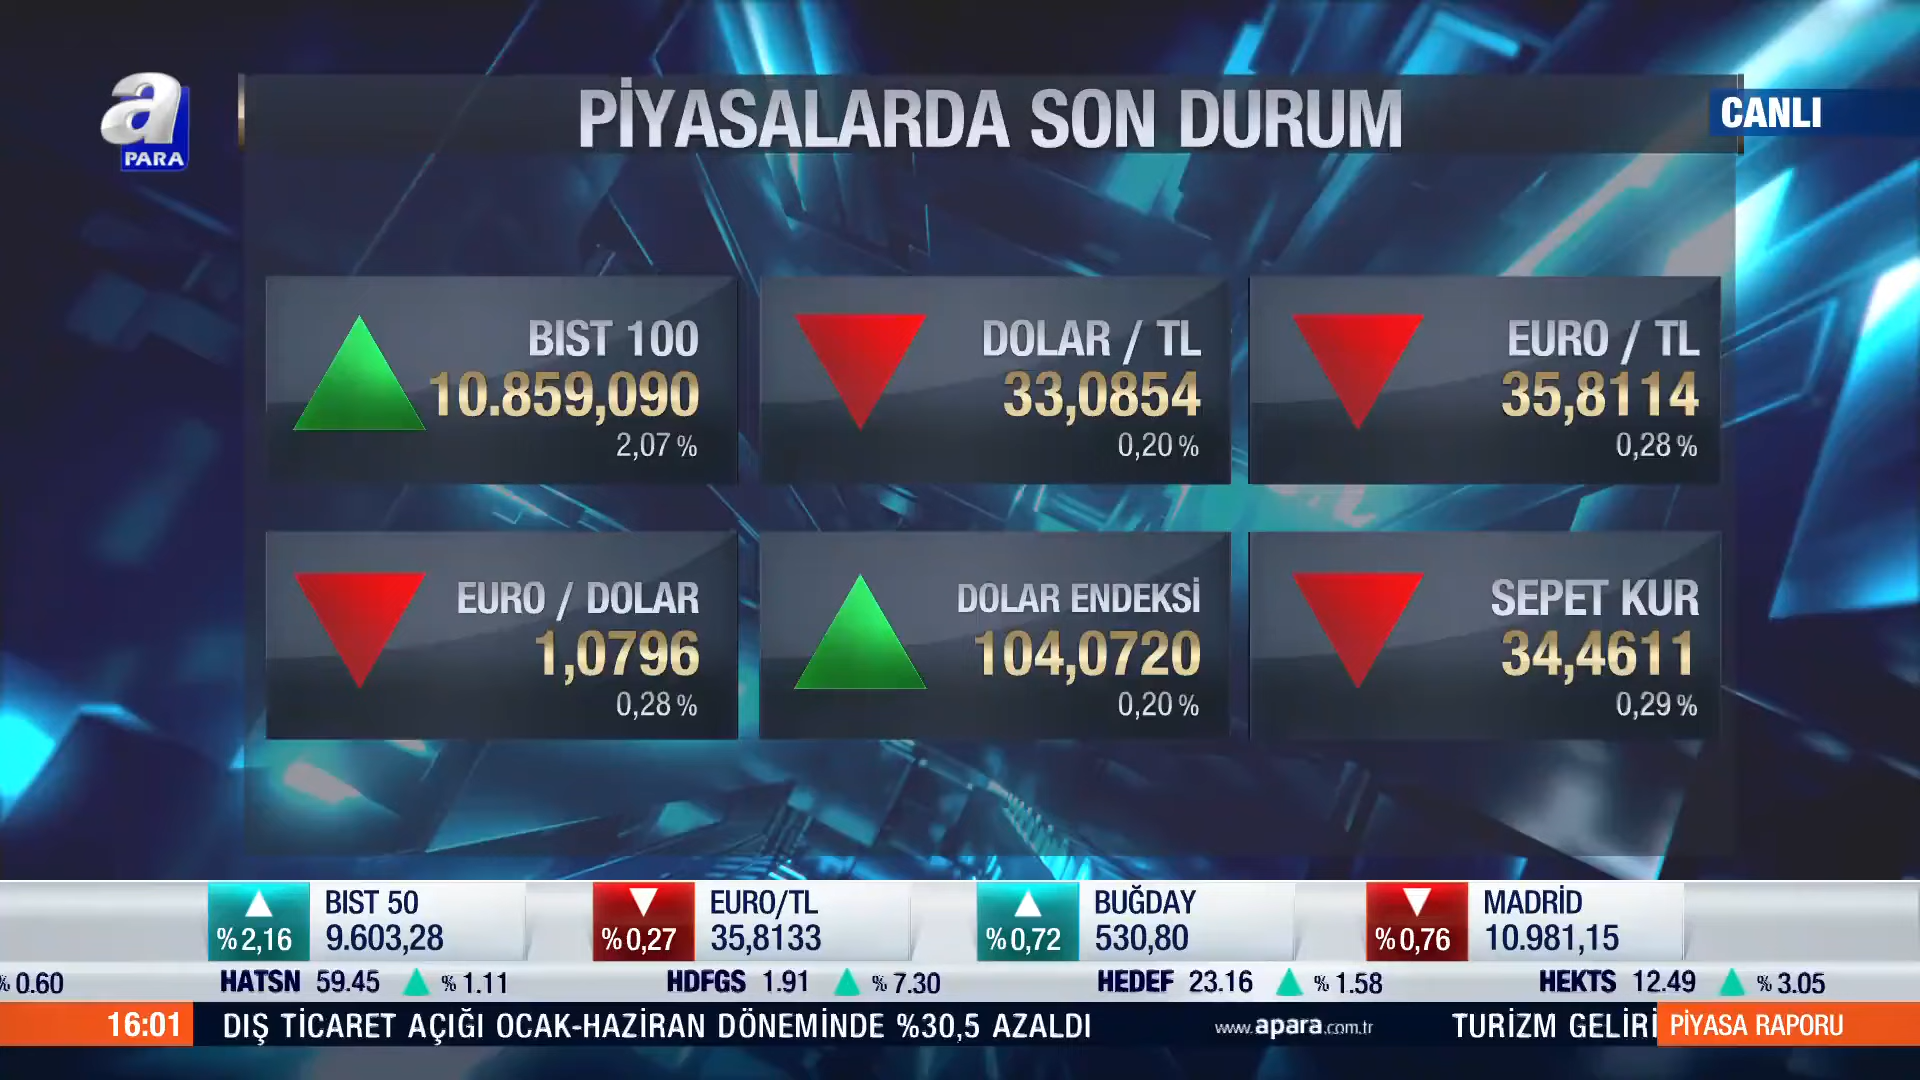 a
PARA
PİYASALARDA SON DURUM
CANLI
BIST 100
10.859,090
2,07 %
DOLAR / TL
33,0854
0,20 %
EURO / TL
35,8114
0,28 %
EURO / DOLAR
1,0796
0,28 %
DOLAR ENDEKSİ
104,0720
0,20 %
SEPET KUR
34,4611
0,29 %
%2,16
BIST 50
9.603,28
%0,27
EURO/TL
35,8133
%0,72
BUĞDAY
530,80
%0,76
MADRİD
10.981,15
% 0.60 HATSN 59.45 % 1.11 HDFGS 1.91 % 7.30 HEDEF 23.16 % 1.58 HEKTS 12.49 % 3.05
16:01 DIŞ TİCARET AÇIĞI OCAK-HAZİRAN DÖNEMİNDE %30,5 AZALDI www.apara.com.tr TURİZM GELİRİ PİYASA RAPORU